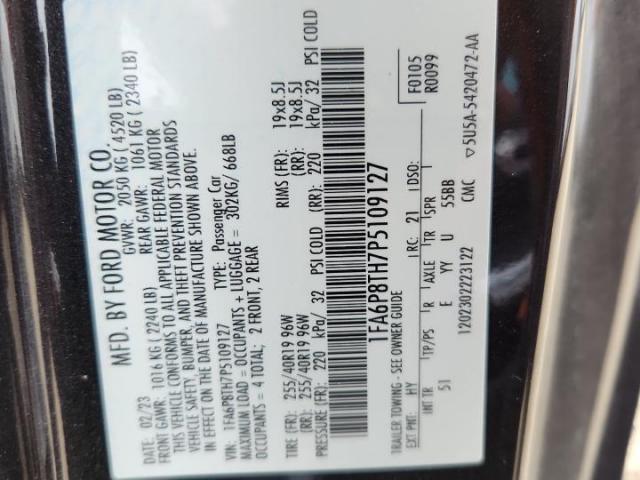 MFD. BY FORD MOTOR CO.
DATE: 02/23 GVWR: 2050 KG ( 4520 LB)
FRONT GAWR: 1016 KG ( 2240 LB) REAR GAWR: 1061 KG ( 2340 LB)
THIS VEHICLE CONFORMS TO ALL APPLICABLE FEDERAL MOTOR
VEHICLE SAFETY, BUMPER, AND THEFT PREVENTION STANDARDS
IN EFFECT ON THE DATE OF MANUFACTURE SHOWN ABOVE.
VIN: 1FA6P8TH7P5109127 TYPE: Passenger Car
MAXIMUM LOAD = OCCUPANTS + LUGGAGE = 302KG/ 668LB
OCCUPANTS = 4 TOTAL; 2 FRONT, 2 REAR
TIRE (FR): 255/40R19 96W RIMS (FR): 19x8.5J
(RR): 255/40R19 96W (RR): 19x8.5J
PRESSURE (FR): 220 kPa/ 32 PSI COLD (RR): 220 kPa/ 32 PSI COLD
1FA6P8TH7P5109127
TRAILER TOWING - SEE OWNER GUIDE F0105
EXT PNT: HY RC: 21 DSO: R0099
INT TR TP/PS R AXLE TR SPR
51 E YY U 55BB
1202302223122 CMC ▽5U5A-5420472-AA